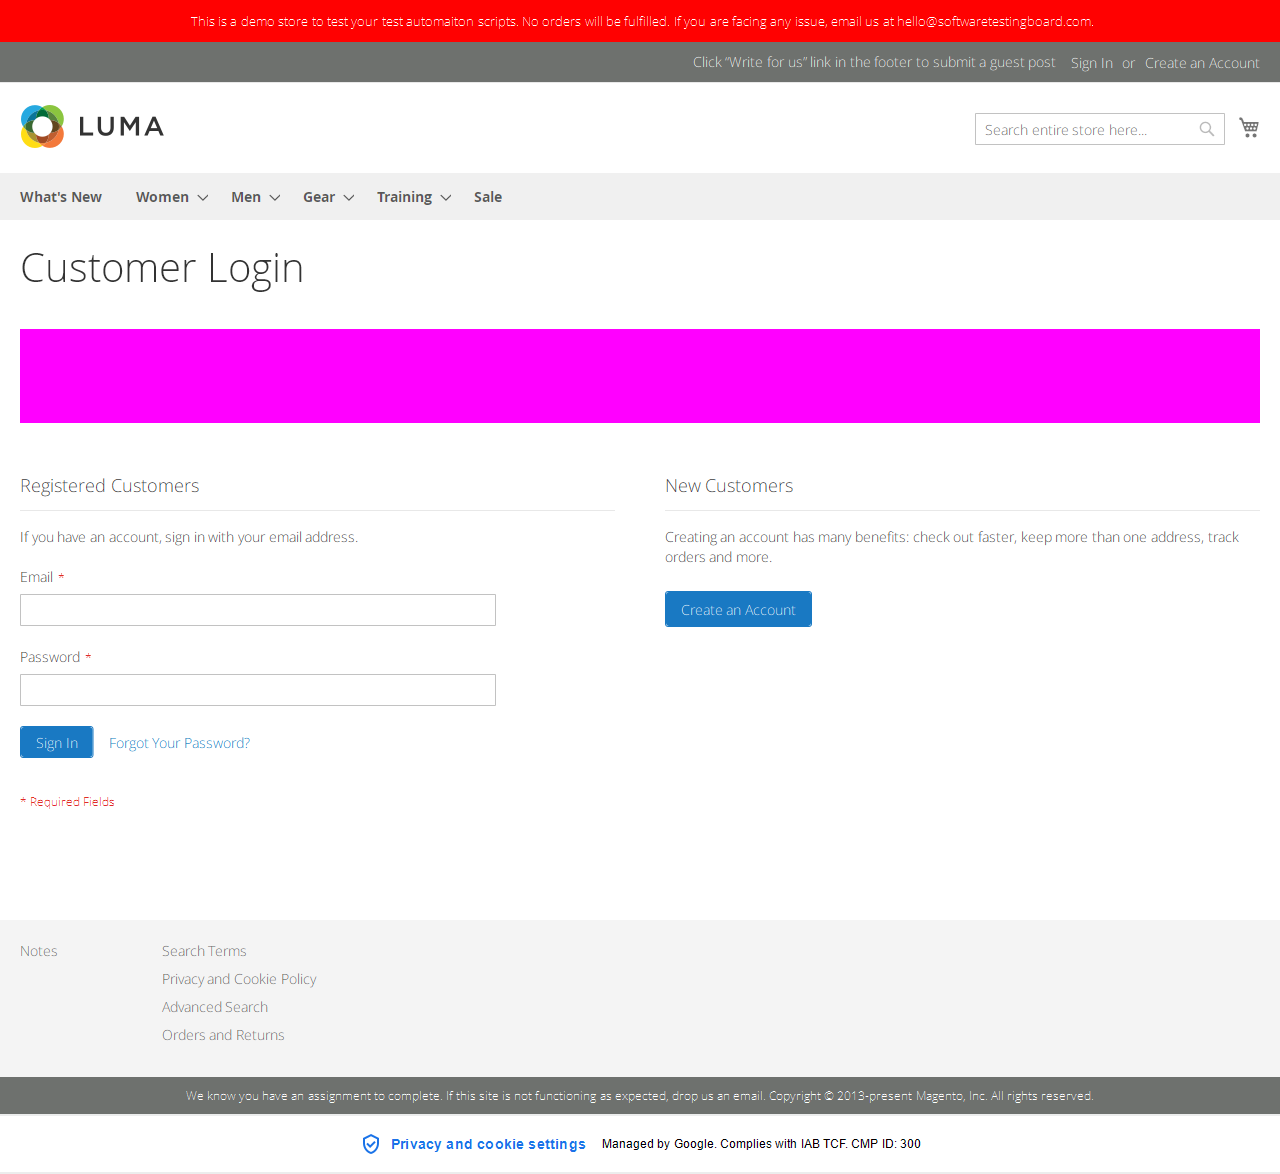 This is a demo store to test your test automaiton scripts. No orders will be fulfilled. If you are facing any issue, email us at hello@softwaretestingboard.com.
Click “Write for us” link in the footer to submit a guest post Sign In or Create an Account
LUMA
Search entire store here...
What's New Women Men Gear Training Sale
Customer Login
Registered Customers
If you have an account, sign in with your email address.
Email *
Password *
Sign In Forgot Your Password?
* Required Fields
New Customers
Creating an account has many benefits: check out faster, keep more than one address, track
orders and more.
Create an Account
Notes
Search Terms
Privacy and Cookie Policy
Advanced Search
Orders and Returns
We know you have an assignment to complete. If this site is not functioning as expected, drop us an email. Copyright © 2013-present Magento, Inc. All rights reserved.
Privacy and cookie settings Managed by Google. Complies with IAB TCF. CMP ID: 300